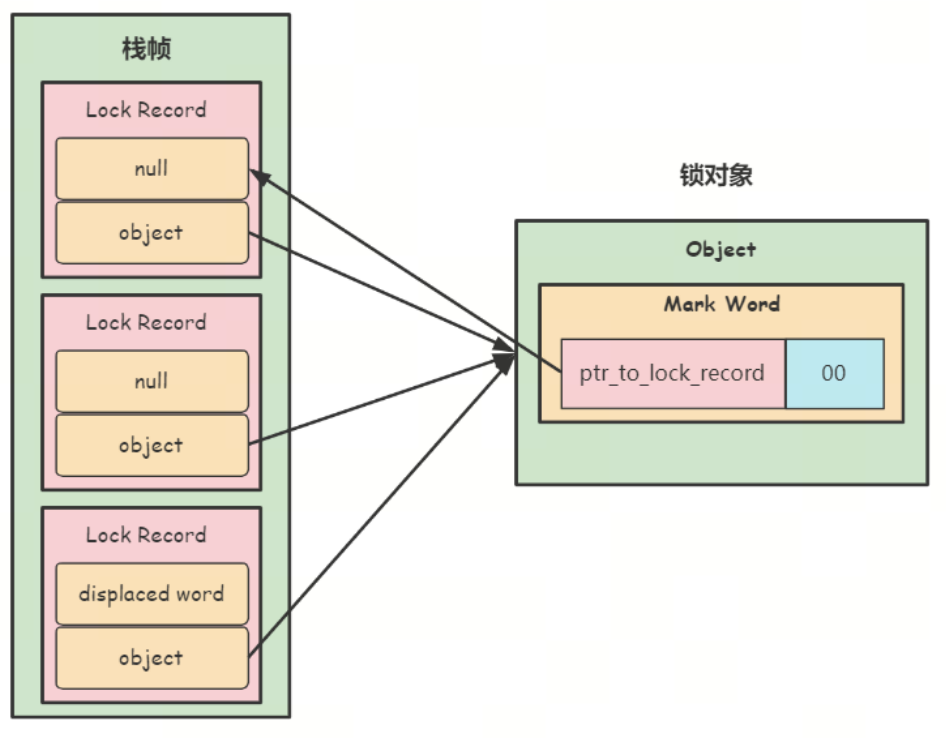 栈帧
Lock Record
null
object
Lock Record
null
object
Lock Record
displaced word
object
锁对象
Object
Mark Word
ptr_to_lock_record
00